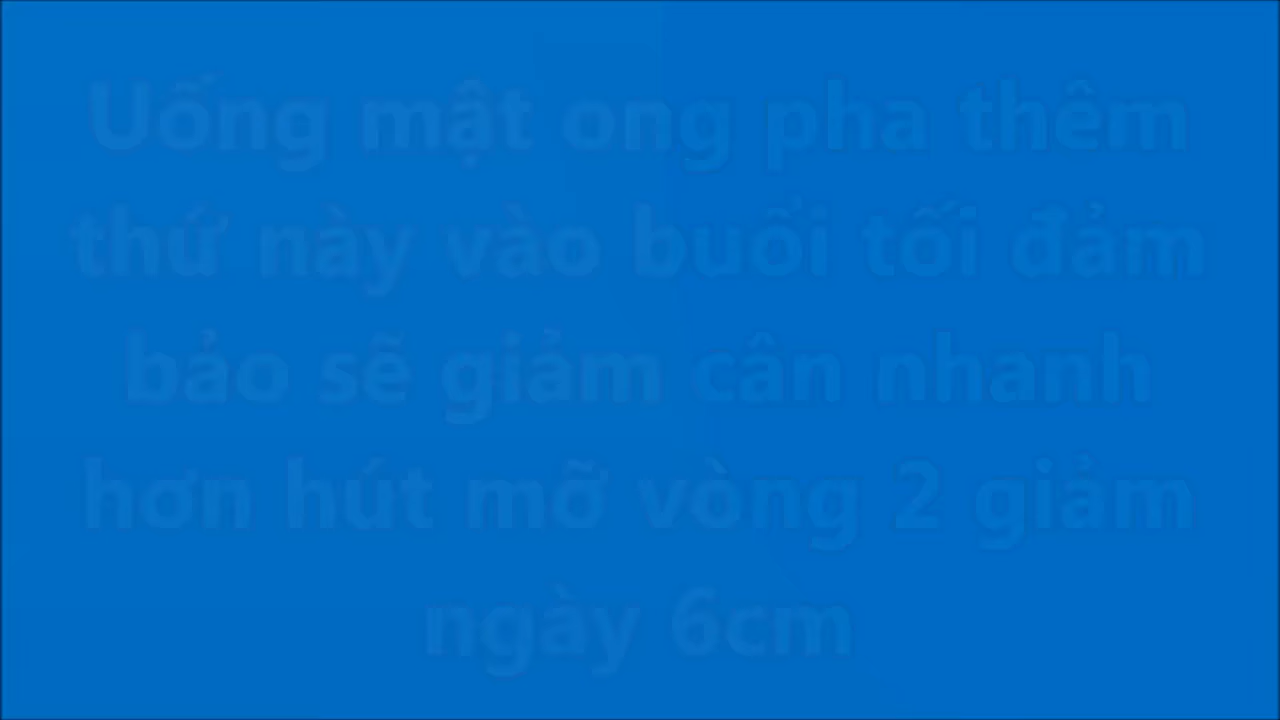 Uống mật ong pha thêm
thứ này vào buổi tối đảm
bảo sẽ giảm cân nhanh
hơn hút mỡ vòng 2 giảm
ngày 6cm